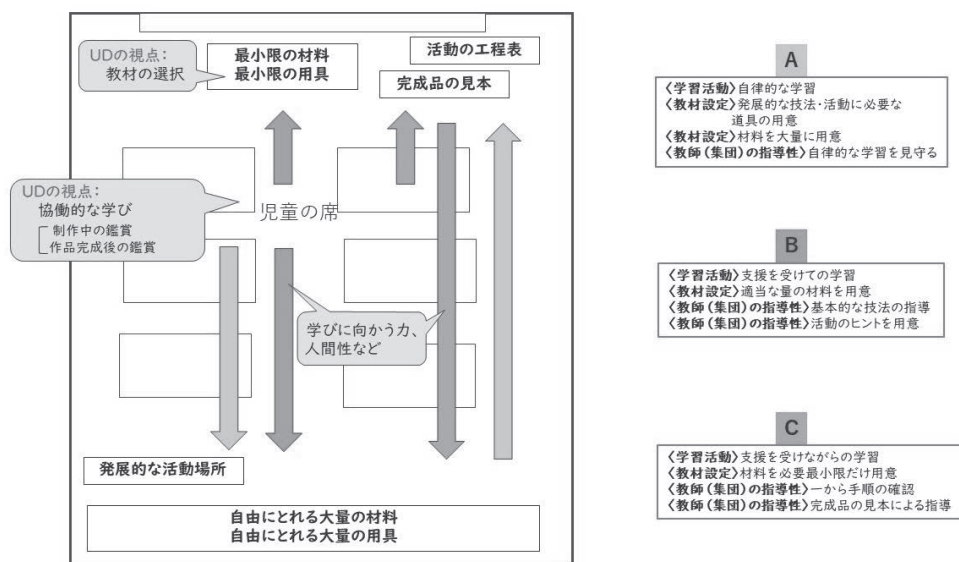 UDの視点：
教材の選択
最小限の材料
最小限の用具
活動の工程表
完成品の見本
UDの視点：
協働的な学び
制作中の鑑賞
作品完成後の鑑賞
児童の席
学びに向かう力、
人間性など
発展的な活動場所
自由にとれる大量の材料
自由にとれる大量の用具
A
〈学習活動〉自律的な学習
〈教材設定〉発展的な技法・活動に必要な
道具の用意
〈教材設定〉材料を大量に用意
〈教師(集団)の指導性〉自律的な学習を見守る
B
〈学習活動〉支援を受けての学習
〈教材設定〉適当な量の材料を用意
〈教師(集団)の指導性〉基本的な技法の指導
〈教師(集団)の指導性〉活動のヒントを用意
C
〈学習活動〉支援を受けながらの学習
〈教材設定〉材料を必要最小限だけ用意
〈教師(集団)の指導性〉一から手順の確認
〈教師(集団)の指導性〉完成品の見本による指導